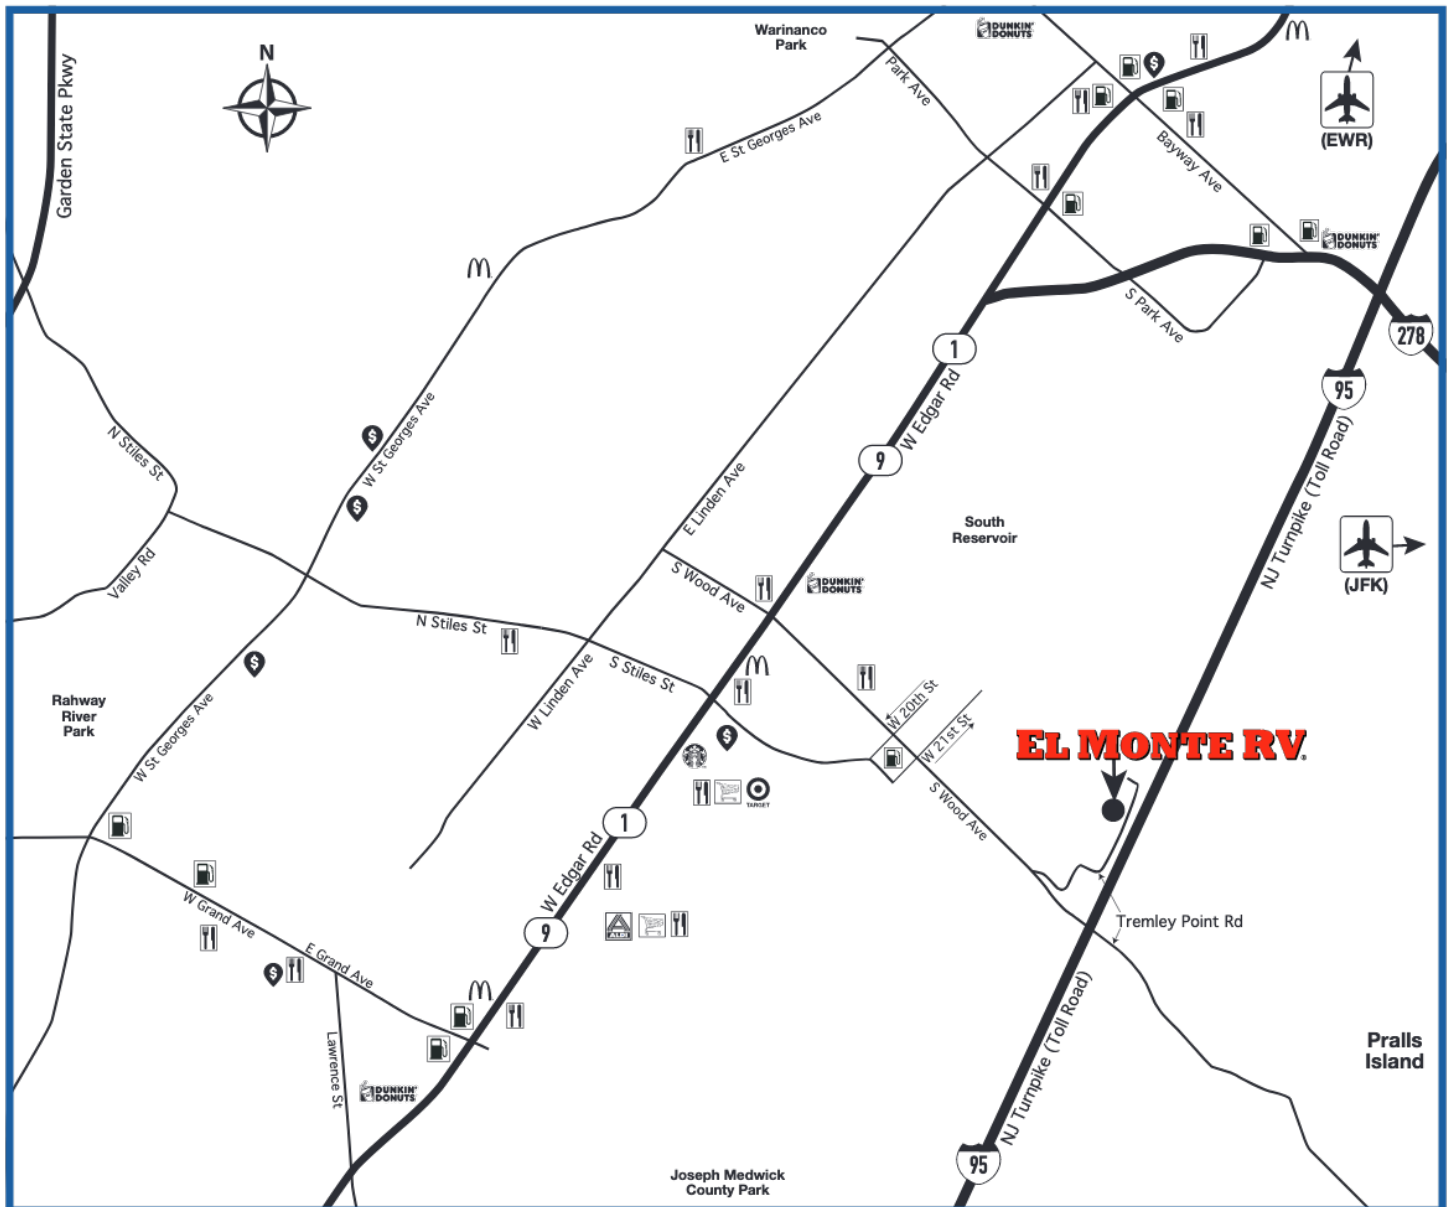 Garden State Pkwy
N
Warinanco
Park
DUNKIN'
DONUTS
Park Ave
E St Georges Ave
Bayway Ave
(EWR)
DUNKIN'
DONUTS
S Park Ave
278
1
95
W Edgar Rd
9
N Stiles St
$
W St Georges Ave
$
E Linden Ave
South
Reservoir
NJ Turnpike (Toll Road)
(JFK)
Valley Rd
S Wood Ave
DUNKIN'
DONUTS
N Stiles St
S Stiles St
$
W Linden Ave
Rahway
River
Park
W St Georges Ave
W 20th St
W 21st St
EL MONTE RV
$
TARGET
S Wood Ave
1
W Edgar Rd
9
ALDI
W Grand Ave
E Grand Ave
$
Tremley Point Rd
Lawrence St
DUNKIN'
DONUTS
NJ Turnpike (Toll Road)
Pralls
Island
95
Joseph Medwick
County Park
$